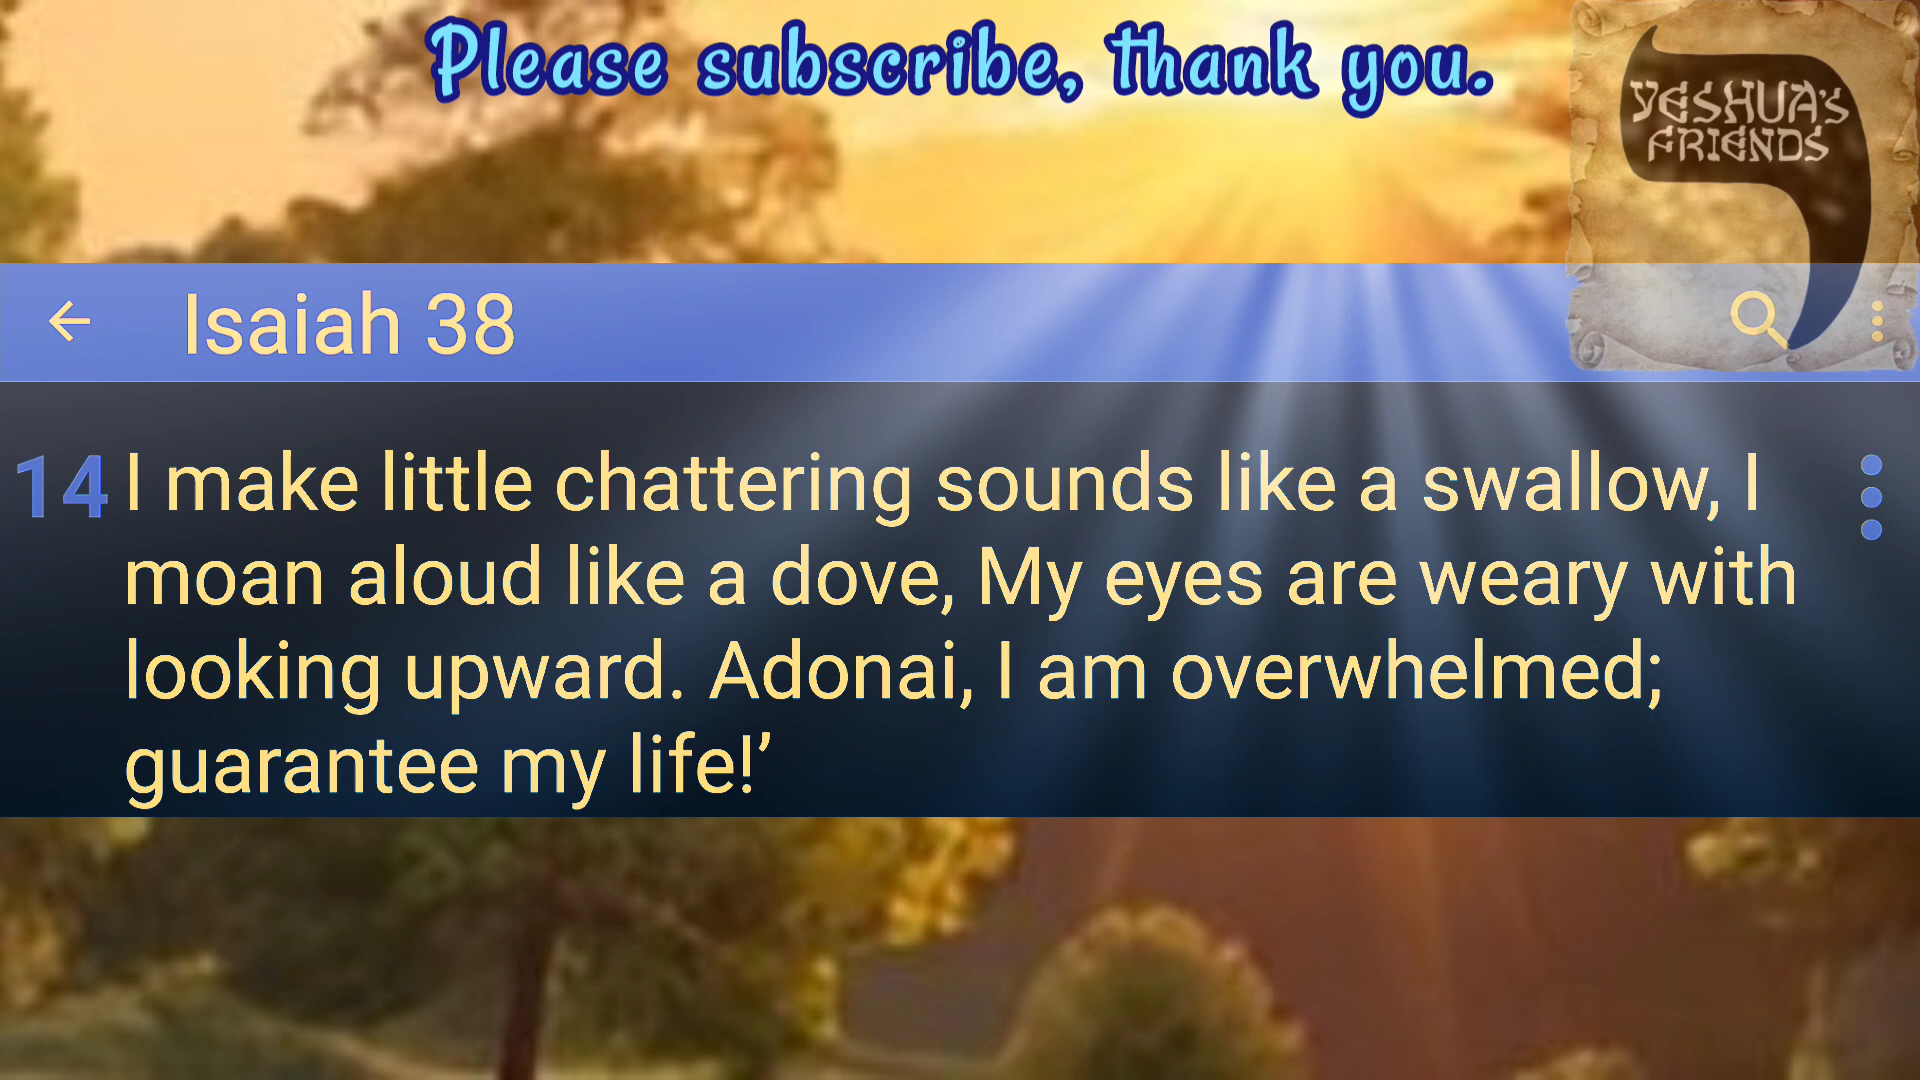 Please subscribe, thank you.
YESHUA'S
FRIENDS
Isaiah 38
14 I make little chattering sounds like a swallow, I
moan aloud like a dove, My eyes are weary with
looking upward. Adonai, I am overwhelmed;
guarantee my life!’